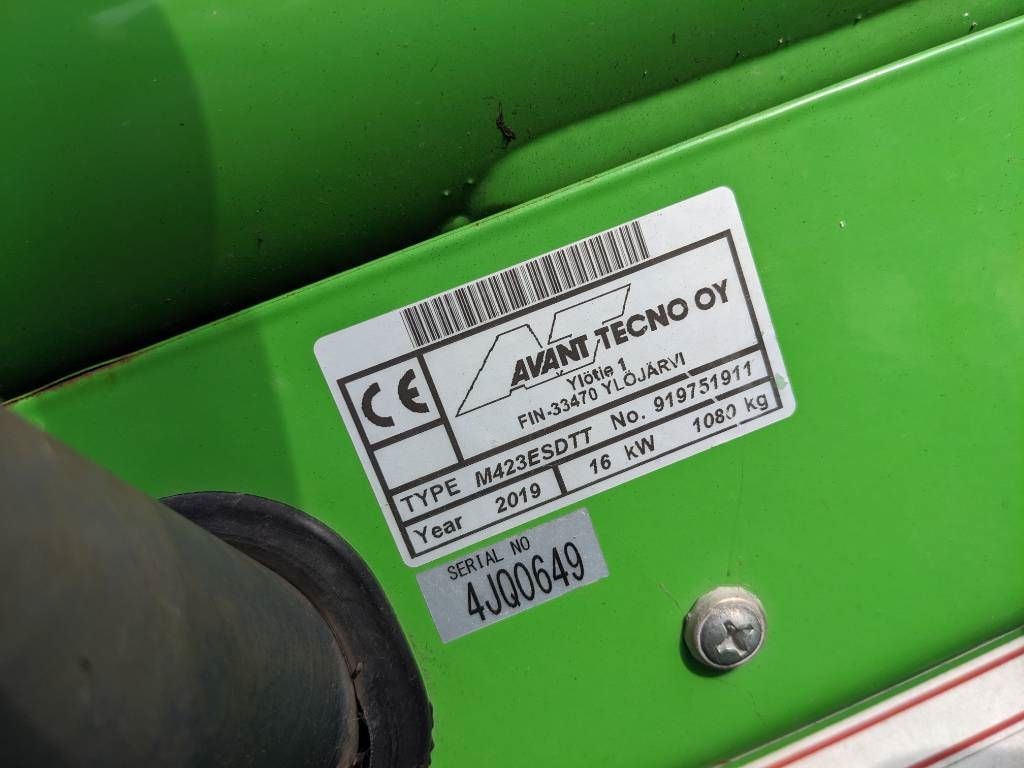 AVANT TECNO OY
Ylötie 1
FIN-33470 YLÖJÄRVI
CE
TYPE M423ESDTT No. 919751911
Year 2019 16 kW 1080 kg
SERIAL NO
4JQ0649